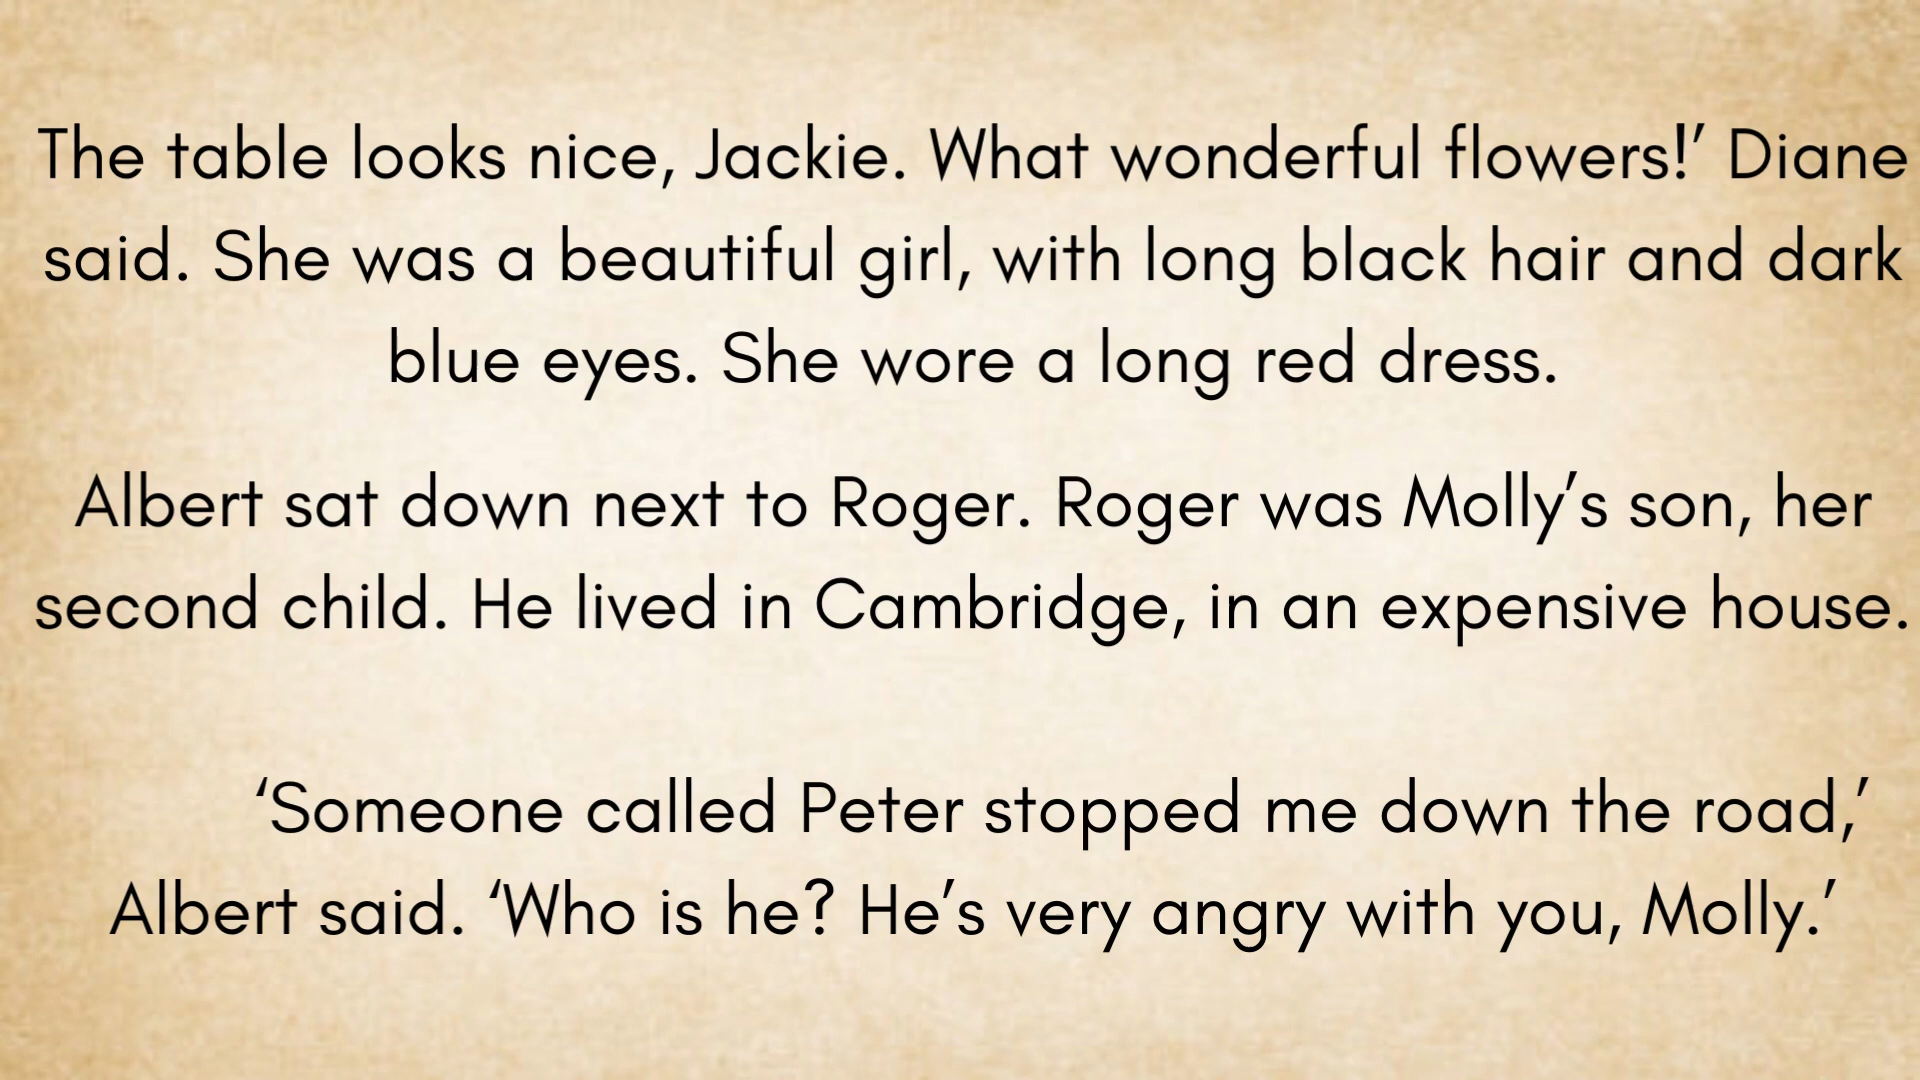 The table looks nice, Jackie. What wonderful flowers!’ Diane
said. She was a beautiful girl, with long black hair and dark
blue eyes. She wore a long red dress.
Albert sat down next to Roger. Roger was Molly’s son, her
second child. He lived in Cambridge, in an expensive house.
‘Someone called Peter stopped me down the road,’
Albert said. ‘Who is he? He’s very angry with you, Molly.’